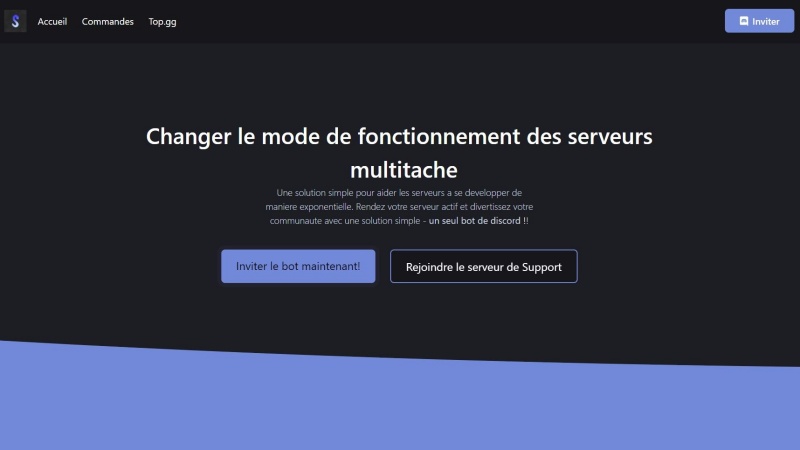 S
Accueil Commandes Top.gg Inviter
Changer le mode de fonctionnement des serveurs
multitache
Une solution simple pour aider les serveurs a se developper de
maniere exponentielle. Rendez votre serveur actif et divertissez votre
communaute avec une solution simple - un seul bot de discord !!
Inviter le bot maintenant! Rejoindre le serveur de Support